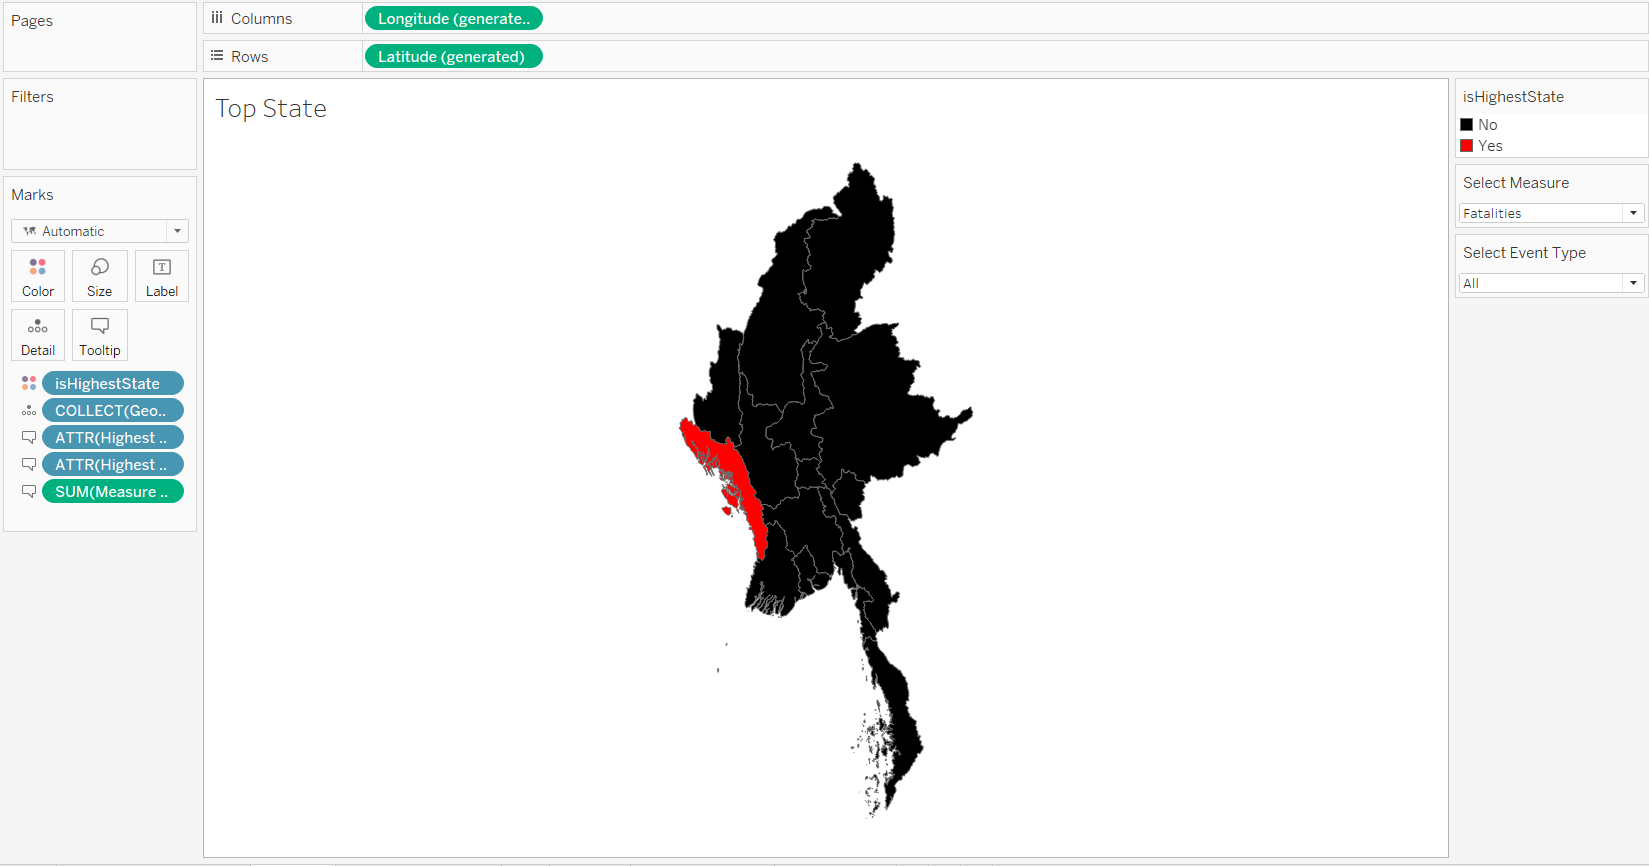 Pages
Columns
Longitude (generate..
Rows
Latitude (generated)
Filters
Marks
Automatic
Color
Size
Label
Detail
Tooltip
isHighestState
COLLECT(Geo..
ATTR(Highest ..
ATTR(Highest ..
SUM(Measure ..
Top State
isHighestState
No
Yes
Select Measure
Fatalities
Select Event Type
All